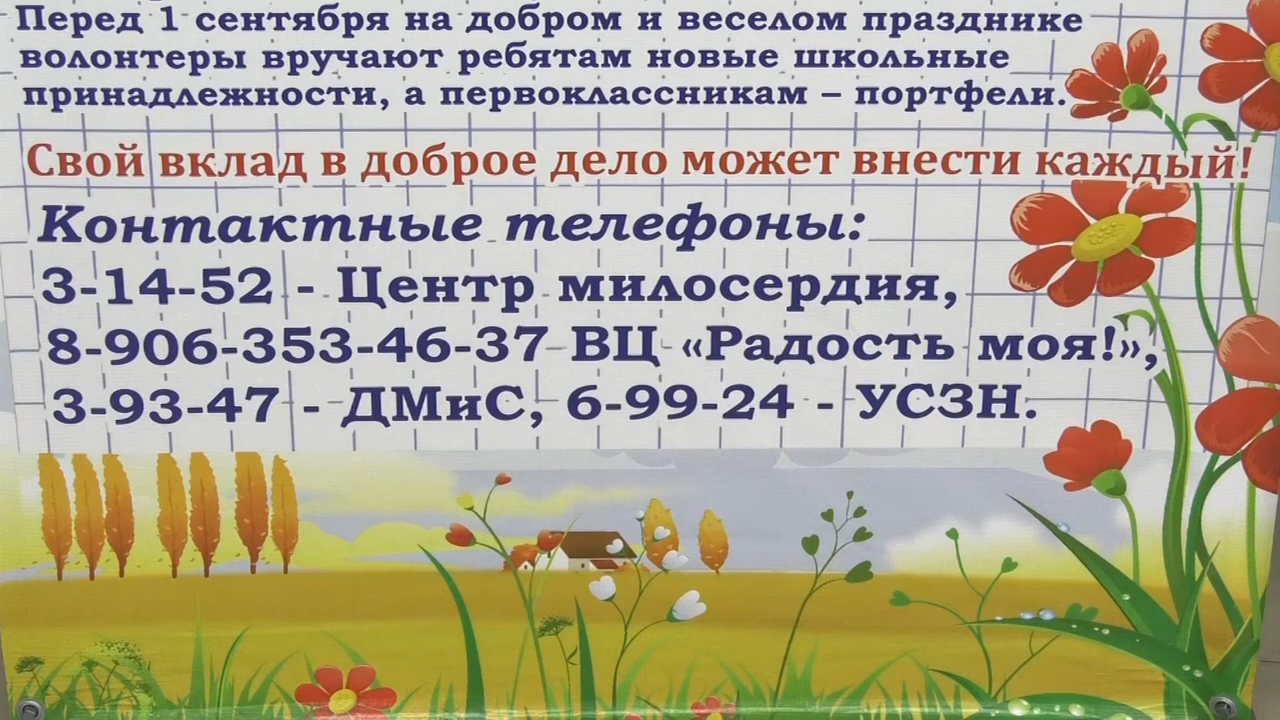 Перед 1 сентября на добром и веселом празднике
волонтеры вручают ребятам новые школьные
принадлежности, а первоклассникам – портфели.
Свой вклад в доброе дело может внести каждый!
Контактные телефоны:
3-14-52 - Центр милосердия,
8-906-353-46-37 ВЦ «Радость моя!»,
3-93-47 - ДМиС, 6-99-24 - УСЗН.